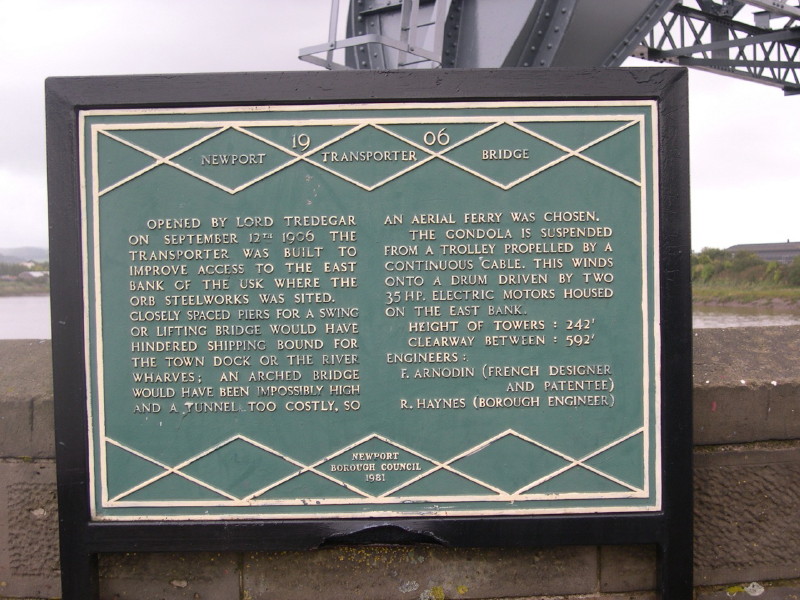 19 06
NEWPORT TRANSPORTER BRIDGE
OPENED BY LORD TREDEGAR
ON SEPTEMBER 12TH 1906 THE
TRANSPORTER WAS BUILT TO
IMPROVE ACCESS TO THE EAST
BANK OF THE USK WHERE THE
ORB STEELWORKS WAS SITED.
CLOSELY SPACED PIERS FOR A SWING
OR LIFTING BRIDGE WOULD HAVE
HINDERED SHIPPING BOUND FOR
THE TOWN DOCK OR THE RIVER
WHARVES; AN ARCHED BRIDGE
WOULD HAVE BEEN IMPOSSIBLY HIGH
AND A TUNNEL TOO COSTLY, SO
AN AERIAL FERRY WAS CHOSEN.
THE GONDOLA IS SUSPENDED
FROM A TROLLEY PROPELLED BY A
CONTINUOUS CABLE. THIS WINDS
ONTO A DRUM DRIVEN BY TWO
35 HP. ELECTRIC MOTORS HOUSED
ON THE EAST BANK.
HEIGHT OF TOWERS : 242'
CLEARWAY BETWEEN : 592'
ENGINEERS :
F. ARNODIN (FRENCH DESIGNER
AND PATENTEE)
R. HAYNES (BOROUGH ENGINEER)
NEWPORT
BOROUGH COUNCIL
1981